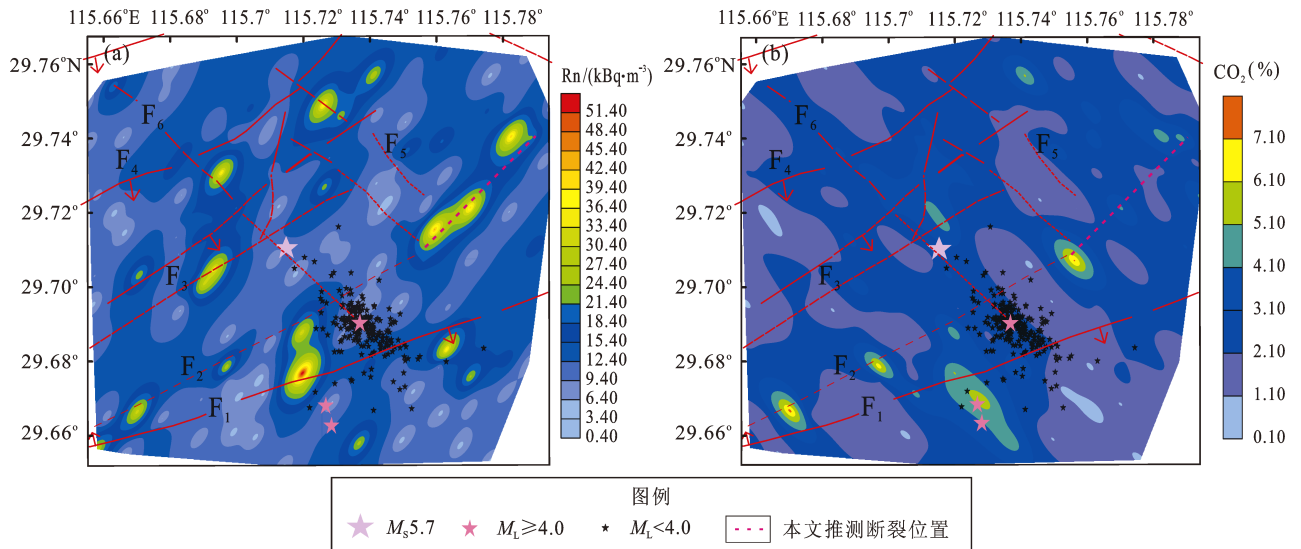 115.66°E 115.68° 115.7° 115.72° 115.74° 115.76° 115.78°
(a)
29.76°N
29.74°
29.72°
29.70°
29.68°
29.66°
F6
F5
F4
F3
F2
F1
Rn/(kBq·m⁻³)
51.40
48.40
45.40
42.40
39.40
36.40
33.40
30.40
27.40
24.40
21.40
18.40
15.40
12.40
9.40
6.40
3.40
0.40
115.66°E 115.68° 115.7° 115.72° 115.74° 115.76° 115.78°
(b)
29.76°N
29.74°
29.72°
29.70°
29.68°
29.66°
F6
F5
F4
F3
F2
F1
CO₂(%)
7.10
6.10
5.10
4.10
3.10
2.10
1.10
0.10
图例
MS5.7 ML≥4.0 ML<4.0 本文推测断裂位置